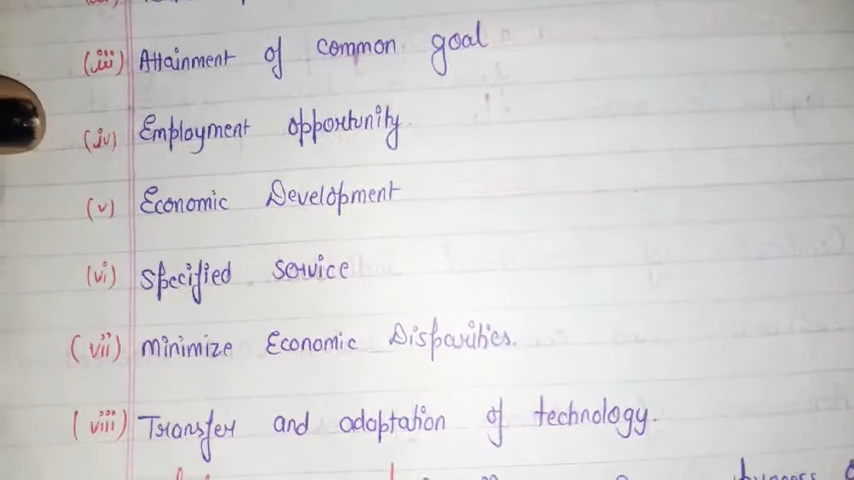 (iii) Attainment of common goal
(iv) Employment opportunity.
(v) Economic Development
(vi) Specified service
(vii) minimize Economic Disparities.
(viii) Transfer and adaptation of technology.